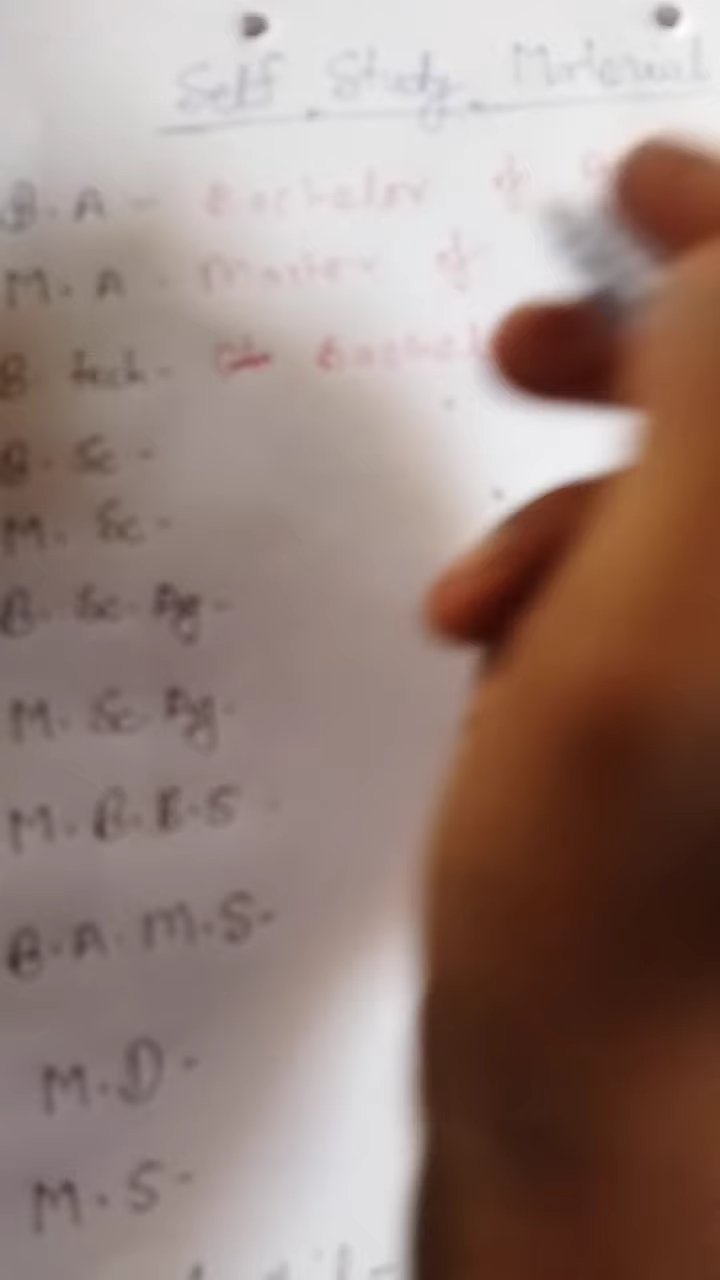 Self Study Material
B.A - Bachelor of
M.A - Master of
B tech - Bachel
B.Sc -
M.Sc -
B.Sc.Ag -
M.Sc.Ag -
M.B.B.S -
B.A.M.S -
M.D -
M.S -